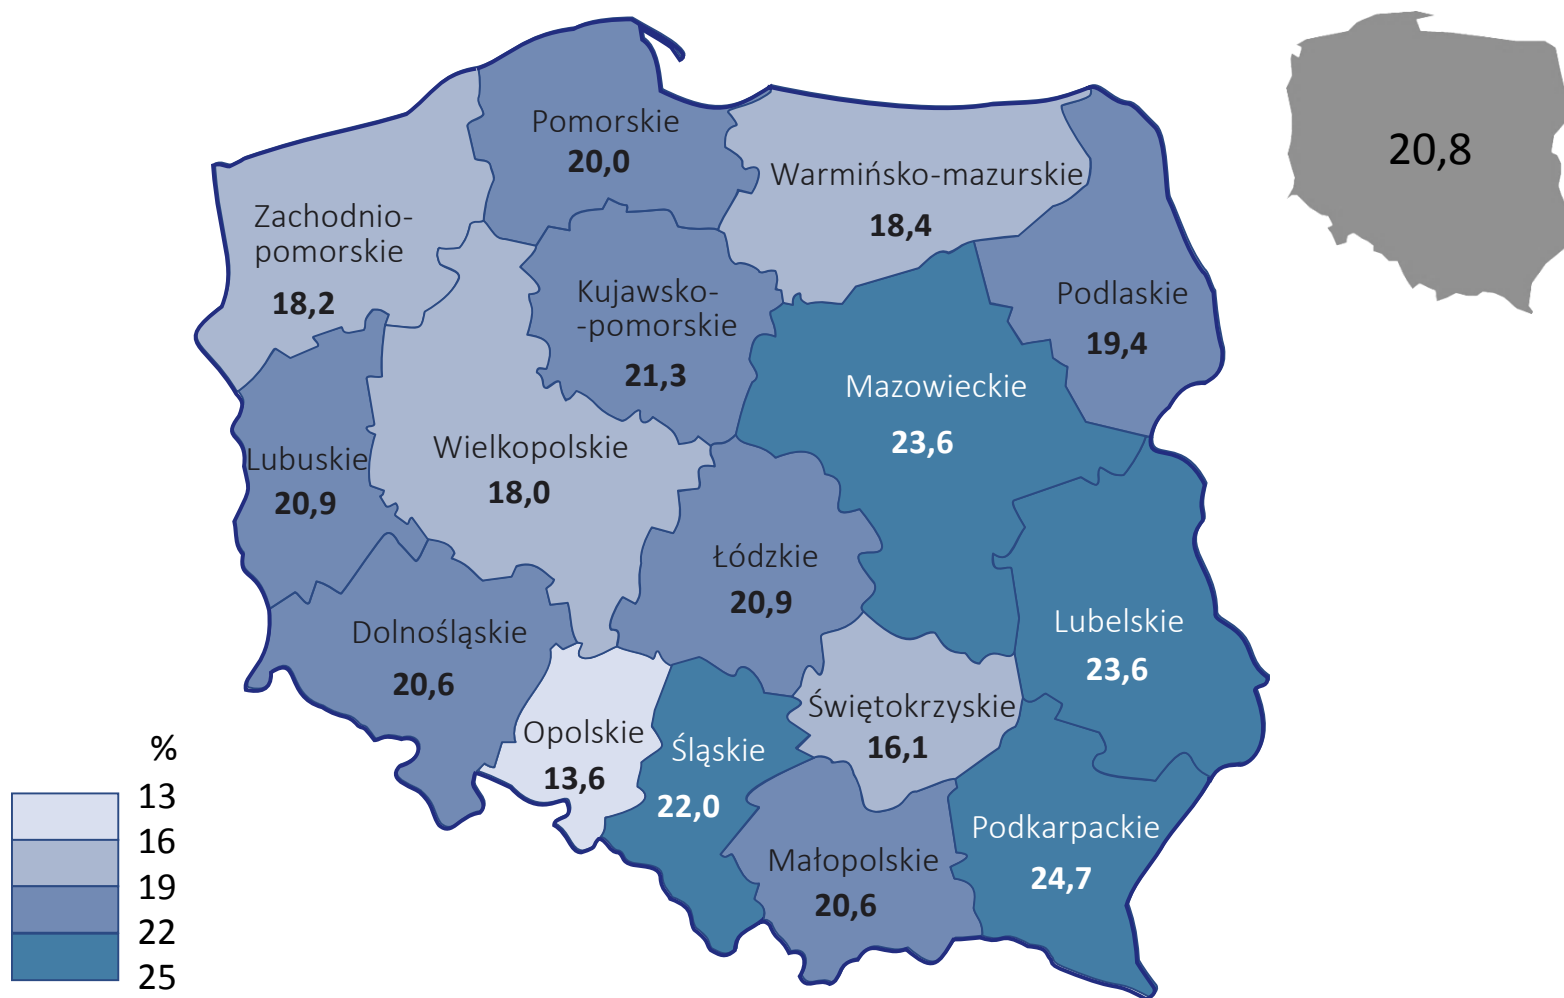 Pomorskie
20,0
Warmińsko-mazurskie
18,4
20,8
Zachodnio-
pomorskie
18,2
Kujawsko-
-pomorskie
21,3
Podlaskie
19,4
Mazowieckie
23,6
Lubuskie
20,9
Wielkopolskie
18,0
Łódzkie
20,9
Lubelskie
23,6
Dolnośląskie
20,6
Opolskie
13,6
Śląskie
22,0
Świętokrzyskie
16,1
Małopolskie
20,6
Podkarpackie
24,7
%
13
16
19
22
25